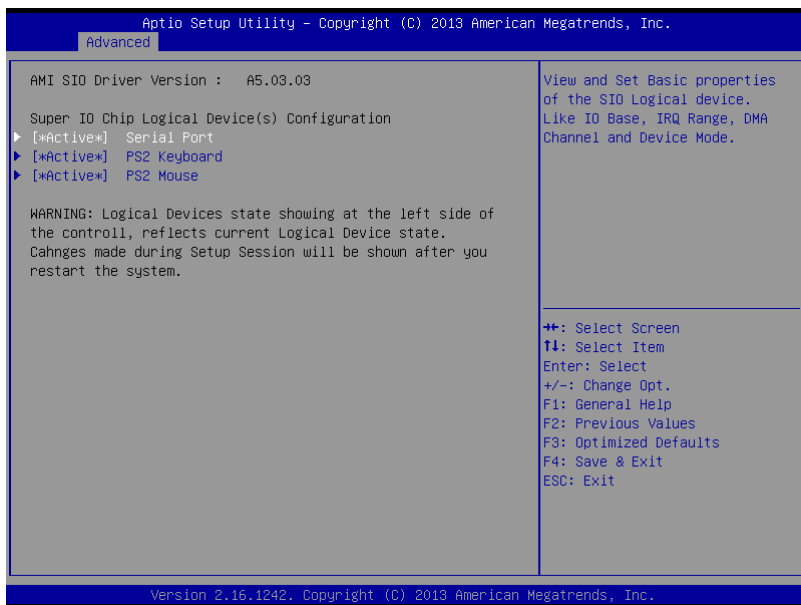 Aptio Setup Utility – Copyright (C) 2013 American Megatrends, Inc.
Advanced
AMI SIO Driver Version : A5.03.03
Super IO Chip Logical Device(s) Configuration
[*Active*] Serial Port
[*Active*] PS2 Keyboard
[*Active*] PS2 Mouse
WARNING: Logical Devices state showing at the left side of
the controll, reflects current Logical Device state.
Cahnges made during Setup Session will be shown after you
restart the system.
View and Set Basic properties
of the SIO Logical device.
Like IO Base, IRQ Range, DMA
Channel and Device Mode.
→←: Select Screen
↑↓: Select Item
Enter: Select
+/-: Change Opt.
F1: General Help
F2: Previous Values
F3: Optimized Defaults
F4: Save & Exit
ESC: Exit
Version 2.16.1242. Copyright (C) 2013 American Megatrends, Inc.